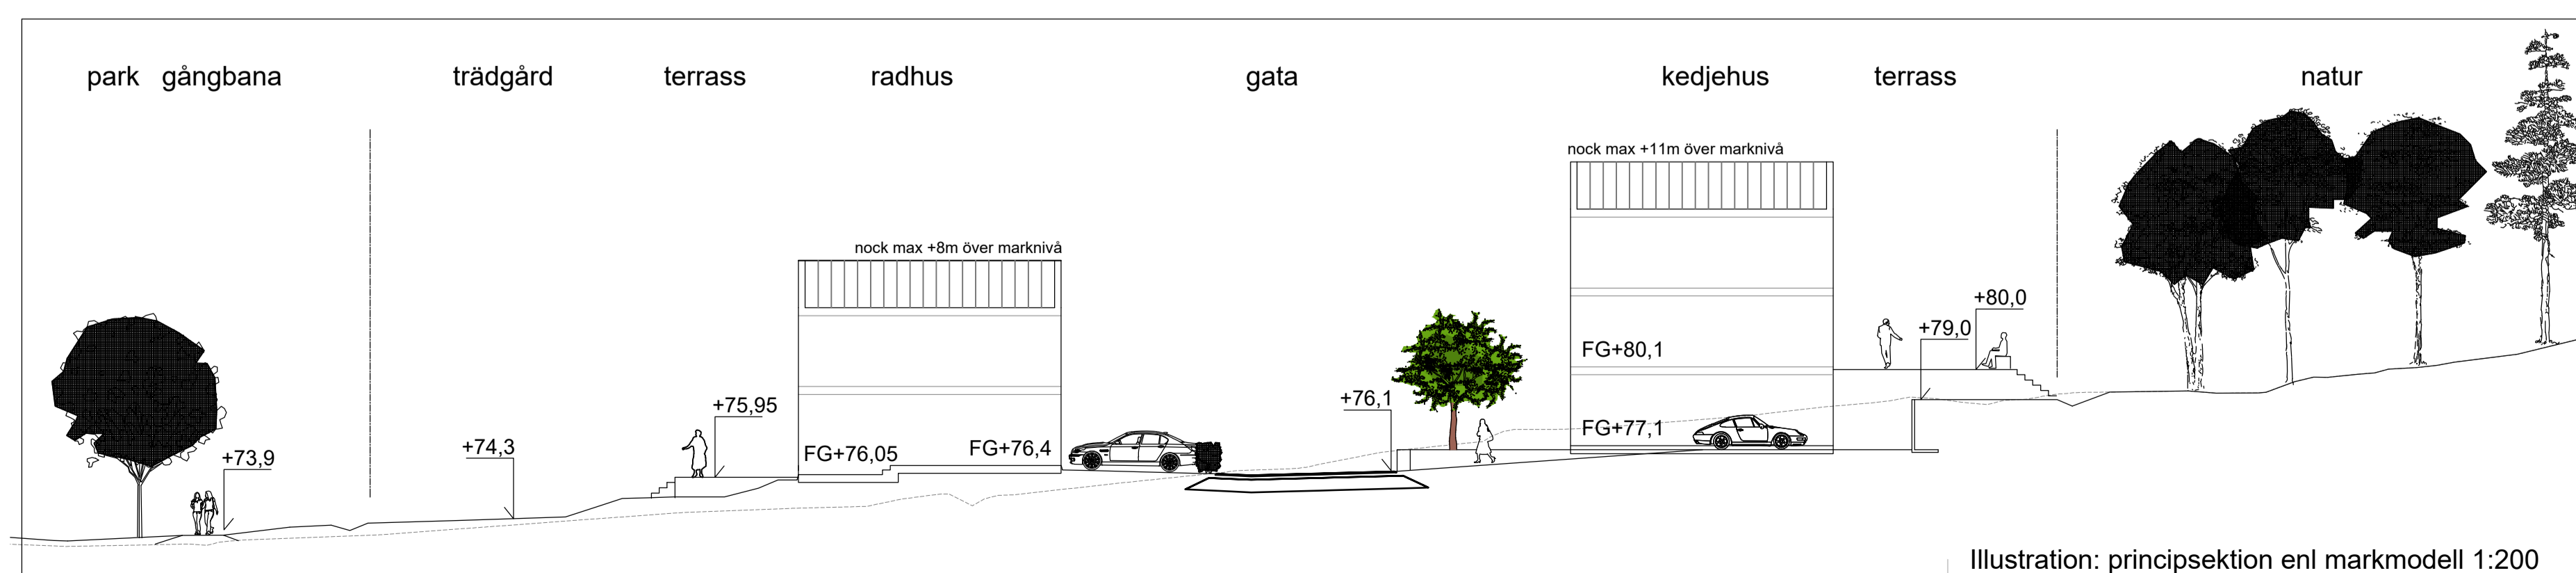 park gångbana trädgård terrass radhus gata kedjehus terrass natur
nock max +11m över marknivå
nock max +8m över marknivå
+80,0
+79,0
FG+80,1
+76,1
+75,95
FG+77,1
+74,3
FG+76,05 FG+76,4
+73,9
Illustration: principsektion enl markmodell 1:200